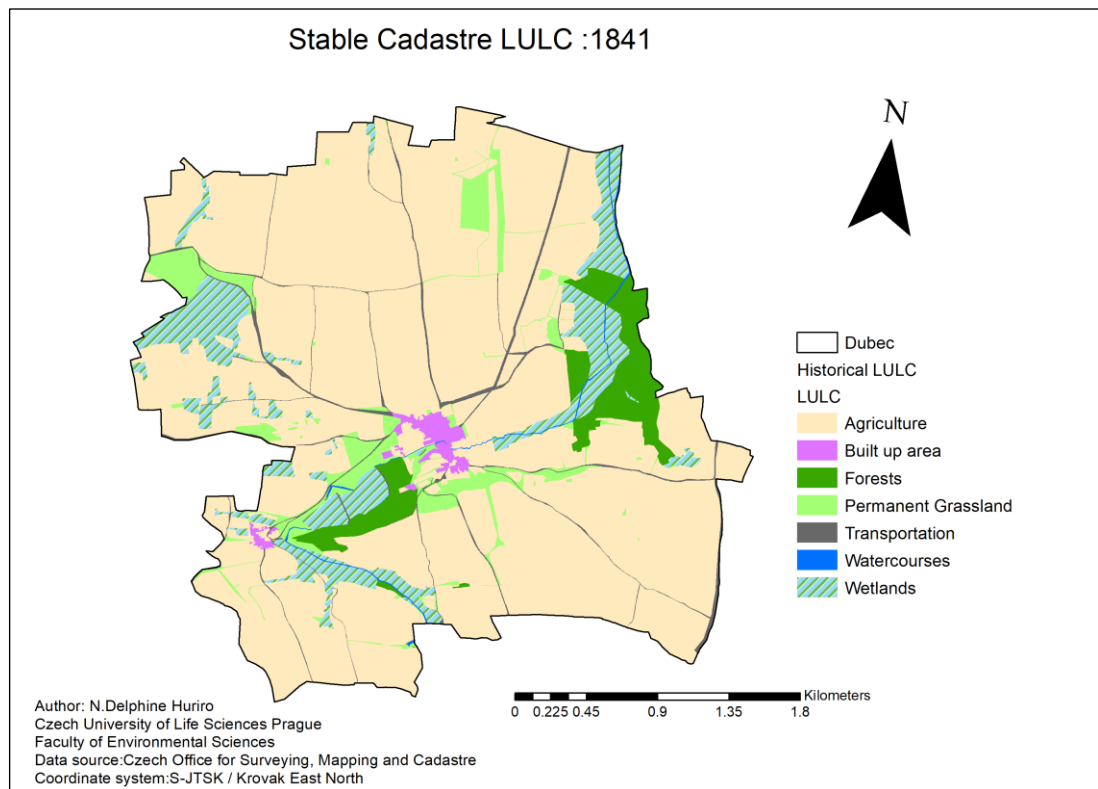 Stable Cadastre LULC :1841
N
Dubec
Historical LULC
LULC
Agriculture
Built up area
Forests
Permanent Grassland
Transportation
Watercourses
Wetlands
Kilometers
0 0.225 0.45 0.9 1.35 1.8
Author: N.Delphine Huriro
Czech University of Life Sciences Prague
Faculty of Environmental Sciences
Data source:Czech Office for Surveying, Mapping and Cadastre
Coordinate system:S-JTSK / Krovak East North